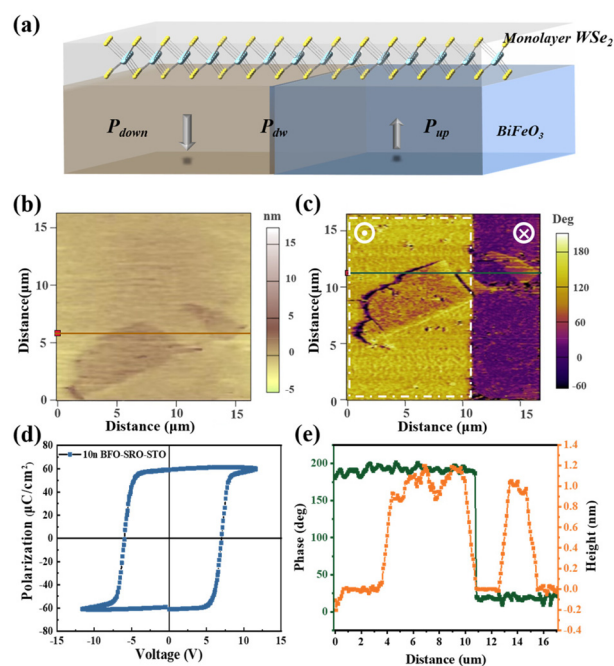 (a)
Monolayer WSe2
Pdown
Pdw
Pup
BiFeO3
(b)
nm
15
10
5
0
-5
Distance(μm)
15
10
5
0
0 5 10 15
Distance (μm)
(c)
Deg
180
120
60
0
-60
Distance(μm)
15
10
5
0
0 5 10 15
Distance (μm)
(d)
10n BFO-SRO-STO
Polarization (μC/cm2)
80
60
40
20
0
-20
-40
-60
-80
-15 -10 -5 0 5 10 15
Voltage (V)
(e)
Phase (deg)
200
150
100
50
0
Height (nm)
1.4
1.2
1.0
0.8
0.6
0.4
0.2
0.0
-0.2
-0.4
0 2 4 6 8 10 12 14 16
Distance (um)